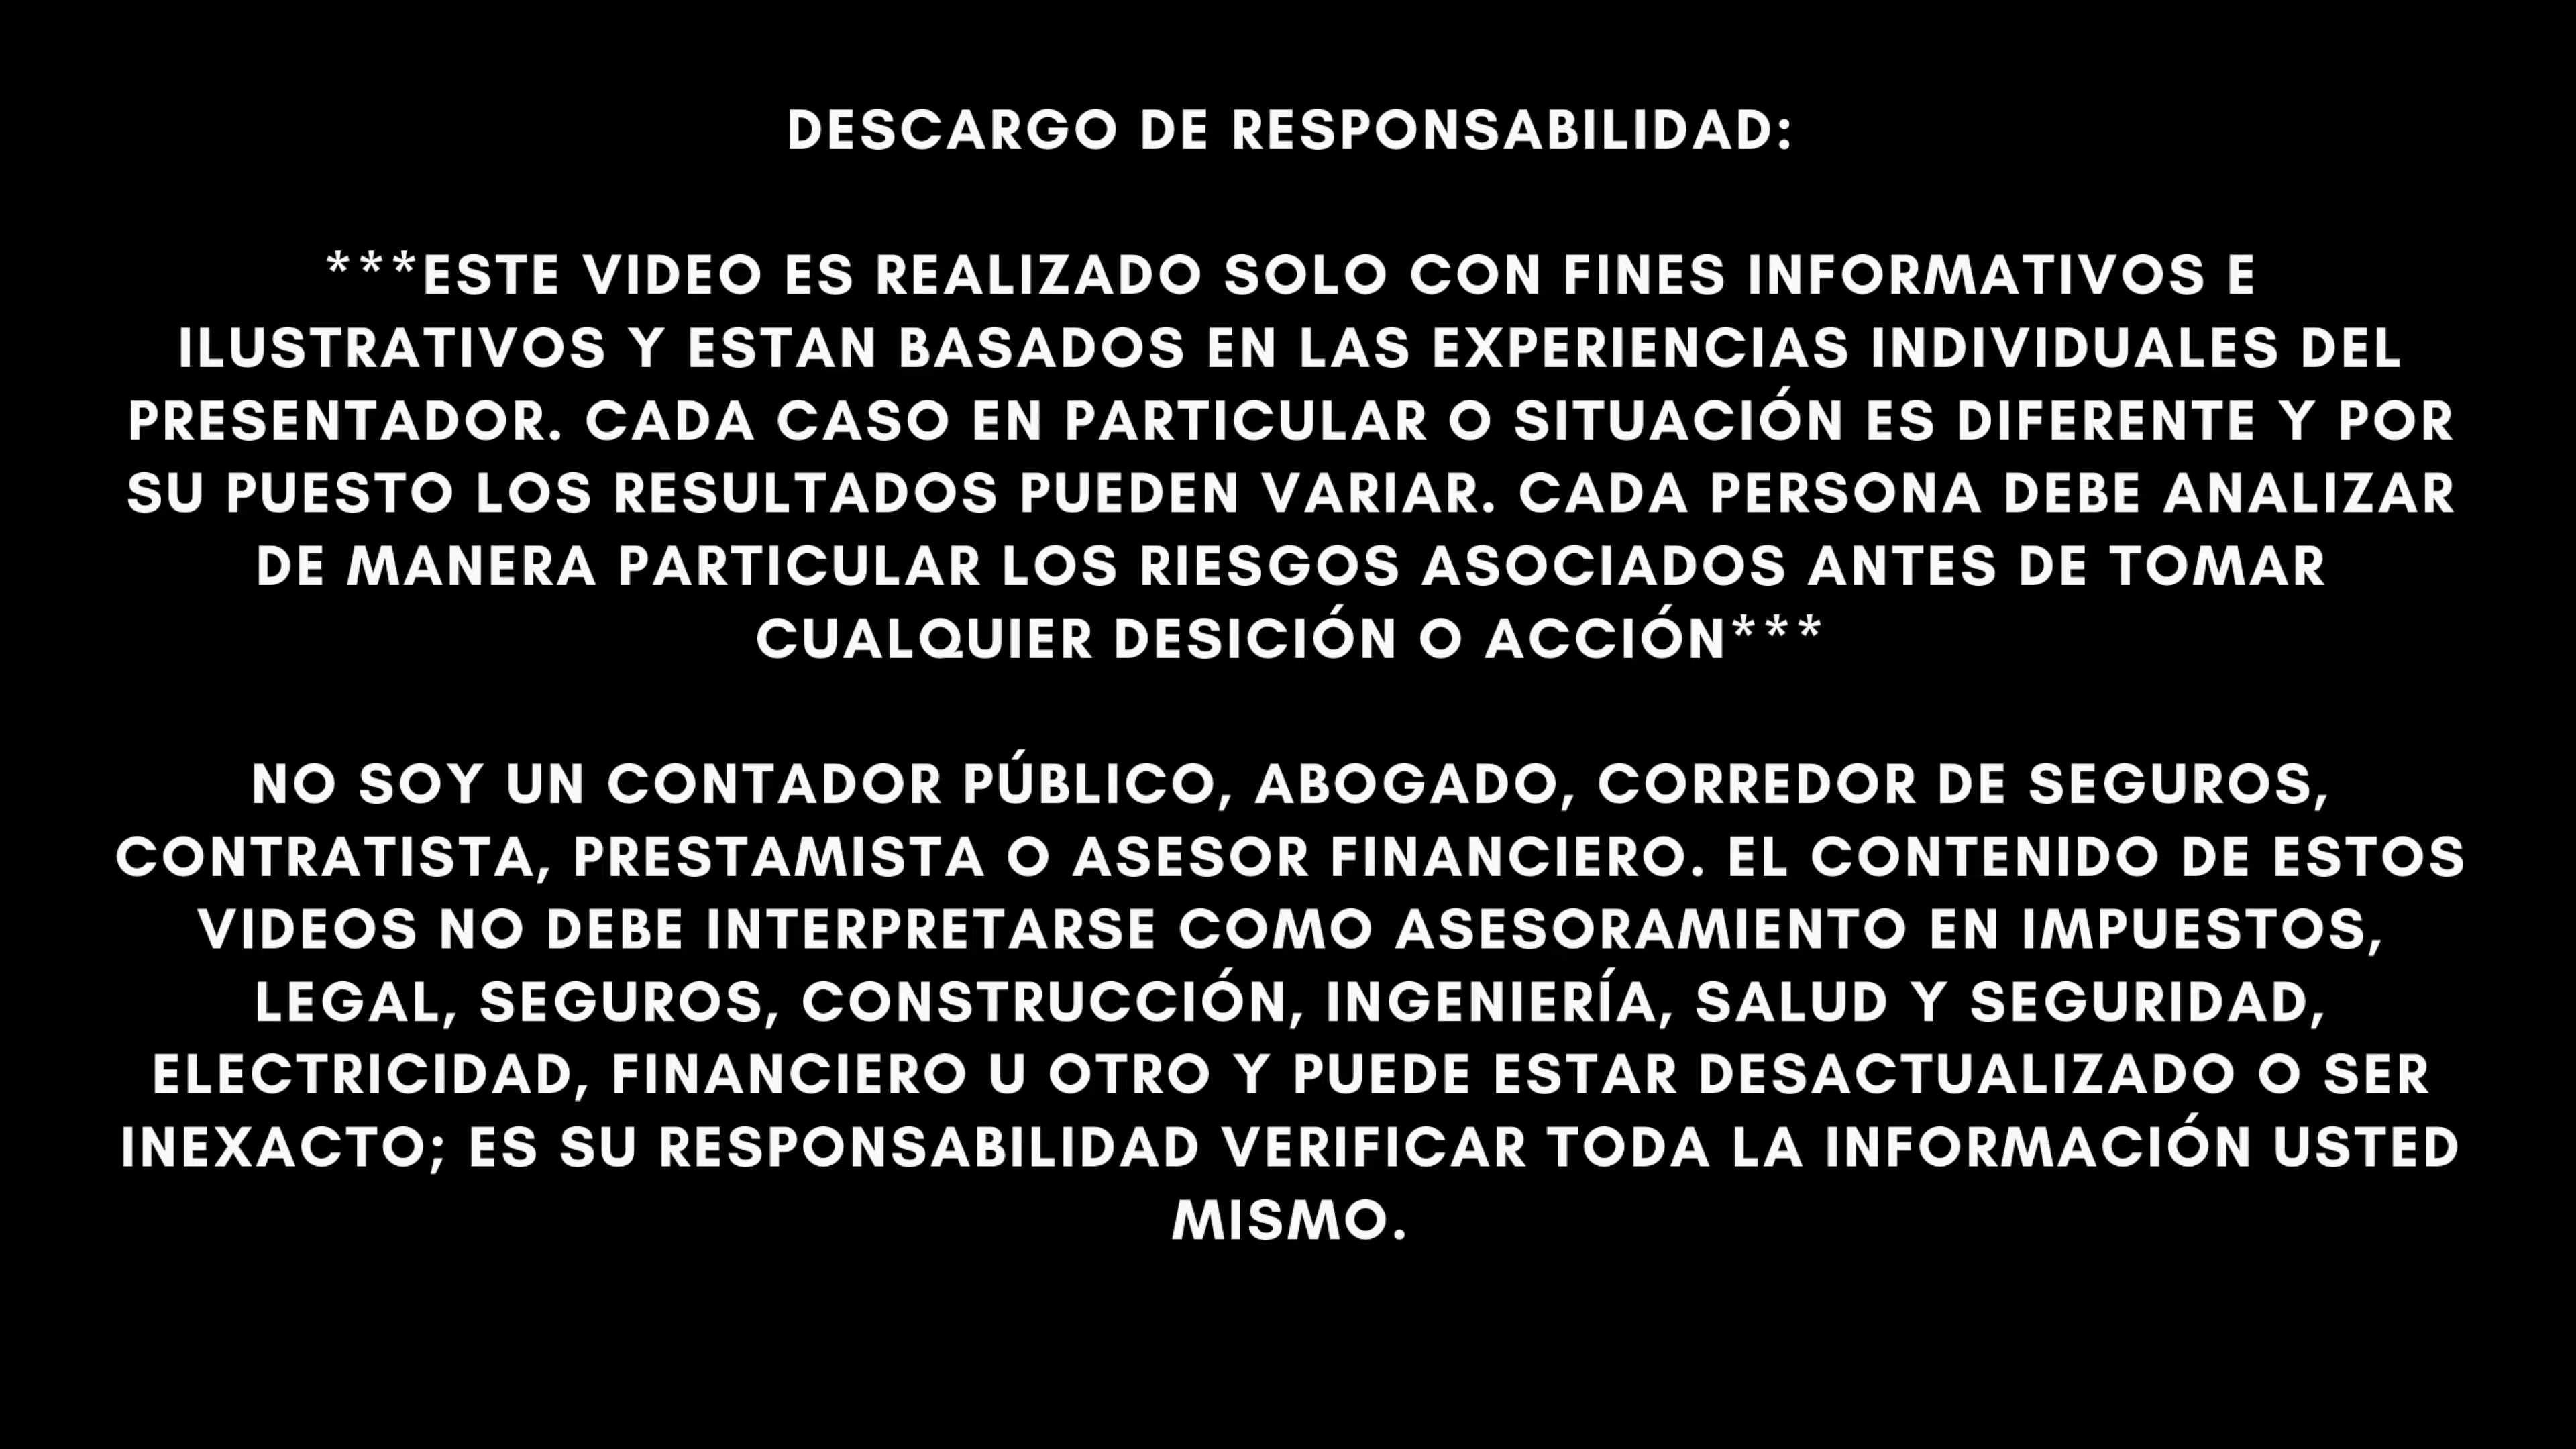 DESCARGO DE RESPONSABILIDAD:
***ESTE VIDEO ES REALIZADO SOLO CON FINES INFORMATIVOS E
ILUSTRATIVOS Y ESTAN BASADOS EN LAS EXPERIENCIAS INDIVIDUALES DEL
PRESENTADOR. CADA CASO EN PARTICULAR O SITUACIÓN ES DIFERENTE Y POR
SU PUESTO LOS RESULTADOS PUEDEN VARIAR. CADA PERSONA DEBE ANALIZAR
DE MANERA PARTICULAR LOS RIESGOS ASOCIADOS ANTES DE TOMAR
CUALQUIER DESICIÓN O ACCIÓN***
NO SOY UN CONTADOR PÚBLICO, ABOGADO, CORREDOR DE SEGUROS,
CONTRATISTA, PRESTAMISTA O ASESOR FINANCIERO. EL CONTENIDO DE ESTOS
VIDEOS NO DEBE INTERPRETARSE COMO ASESORAMIENTO EN IMPUESTOS,
LEGAL, SEGUROS, CONSTRUCCIÓN, INGENIERÍA, SALUD Y SEGURIDAD,
ELECTRICIDAD, FINANCIERO U OTRO Y PUEDE ESTAR DESACTUALIZADO O SER
INEXACTO; ES SU RESPONSABILIDAD VERIFICAR TODA LA INFORMACIÓN USTED
MISMO.